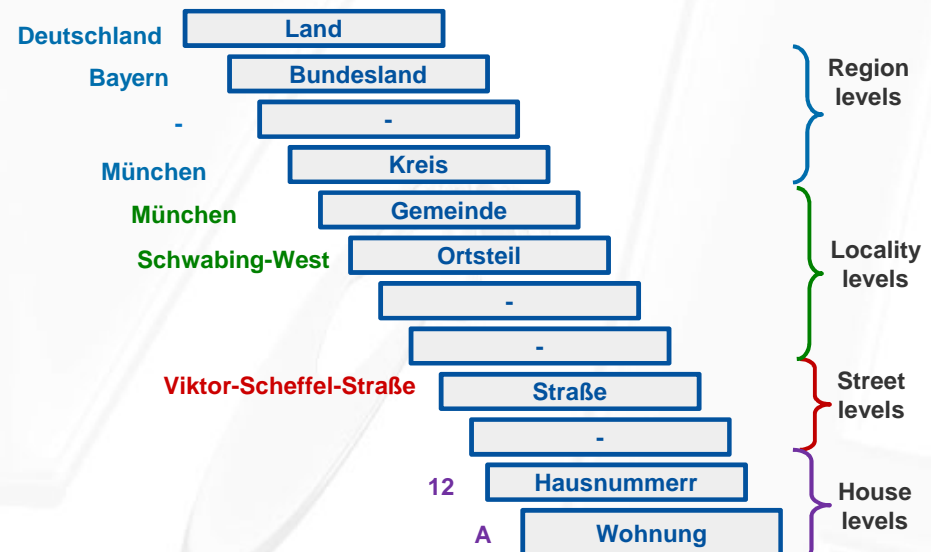 Deutschland Land
Bayern Bundesland
- -
München Kreis
Region
levels
München Gemeinde
Schwabing-West Ortsteil
-
-
Locality
levels
Viktor-Scheffel-Straße Straße
-
Street
levels
12 Hausnummerr
A Wohnung
House
levels